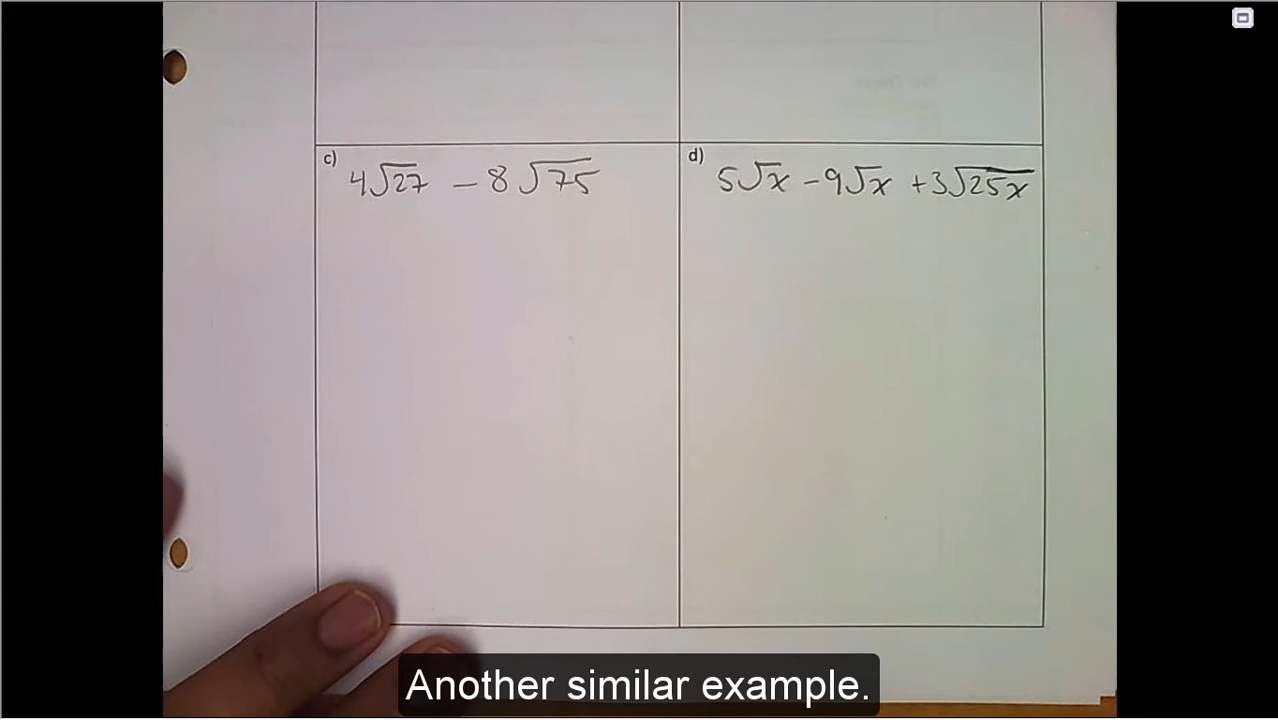 c)
4√27 − 8√75
d)
5√x − 9√x + 3√25x
Another similar example.